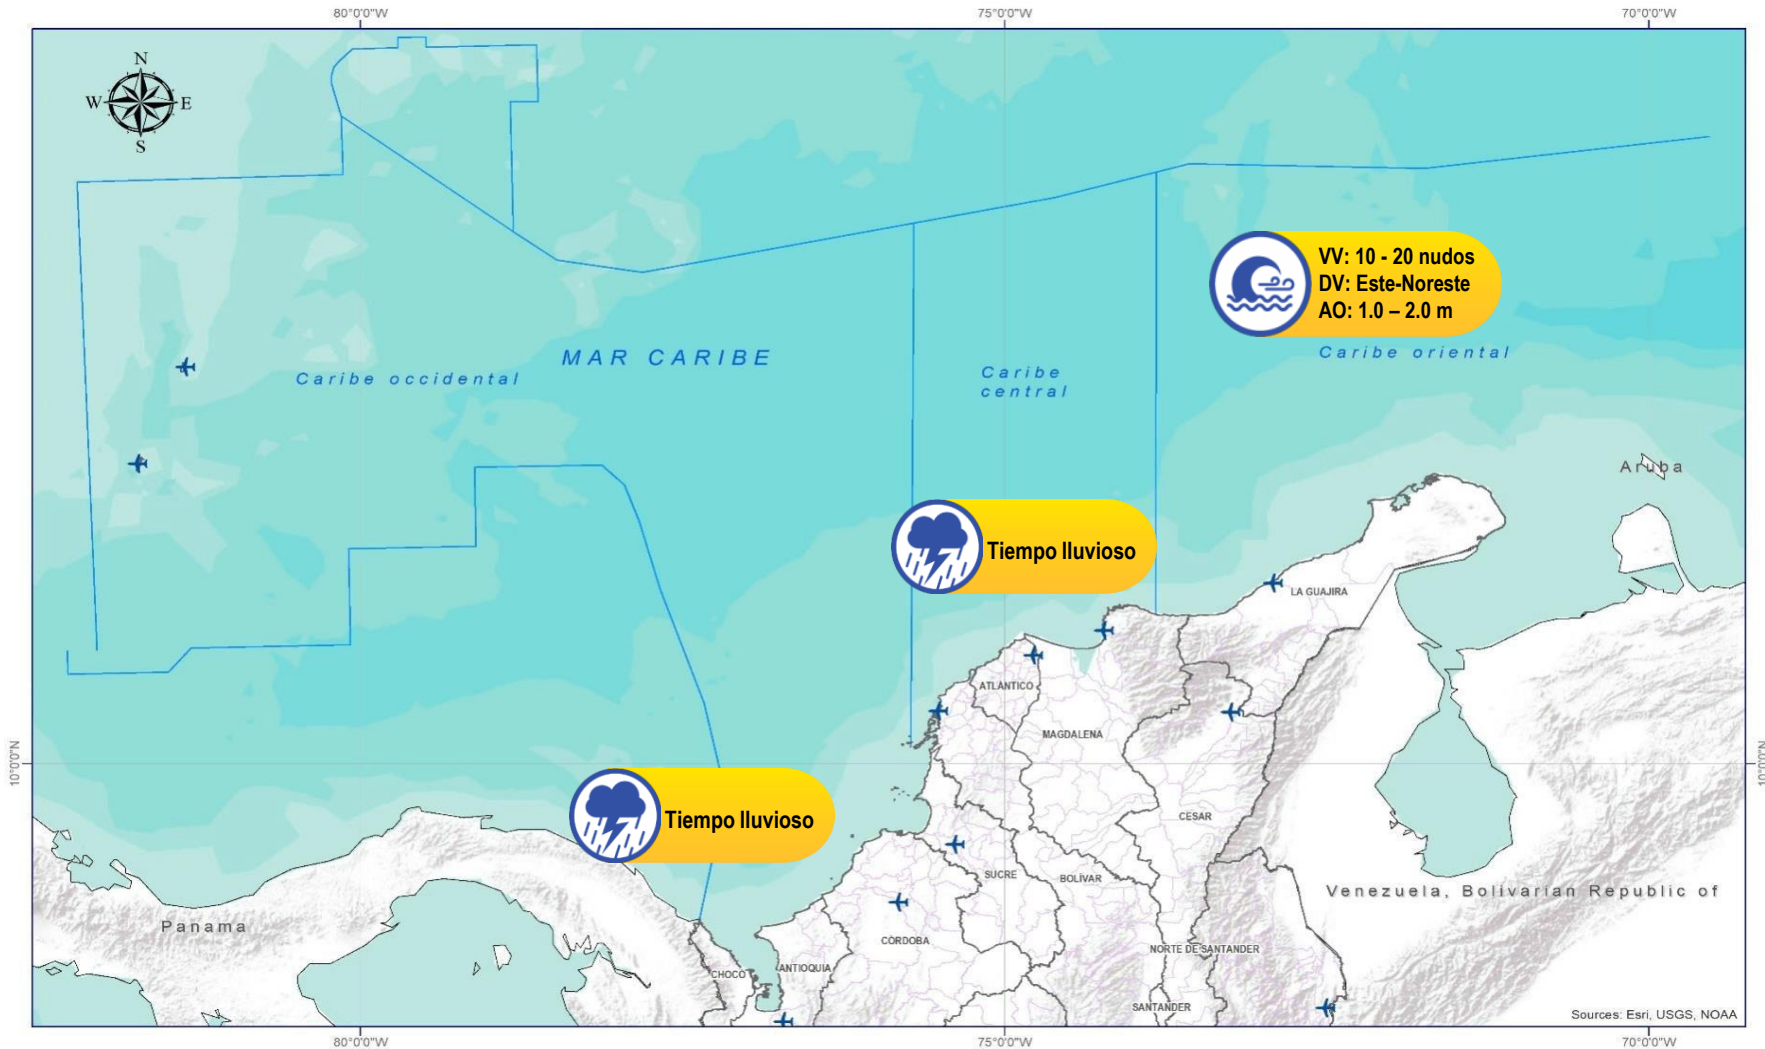 80°0'0"W
75°0'0"W
70°0'0"W
N
W
E
S
VV: 10 - 20 nudos
DV: Este-Noreste
AO: 1.0 – 2.0 m
MAR CARIBE
Caribe occidental
Caribe
central
Caribe oriental
Aruba
Tiempo lluvioso
LA GUAJIRA
ATLANTICO
MAGDALENA
10°0'0"N
10°0'0"N
Tiempo lluvioso
CESAR
SUCRE
BOLÍVAR
Venezuela, Bolivarian Republic of
Panama
CÓRDOBA
NORTE DE SANTANDER
CHOCO
ANTIOQUIA
SANTANDER
Sources: Esri, USGS, NOAA
80°0'0"W
75°0'0"W
70°0'0"W